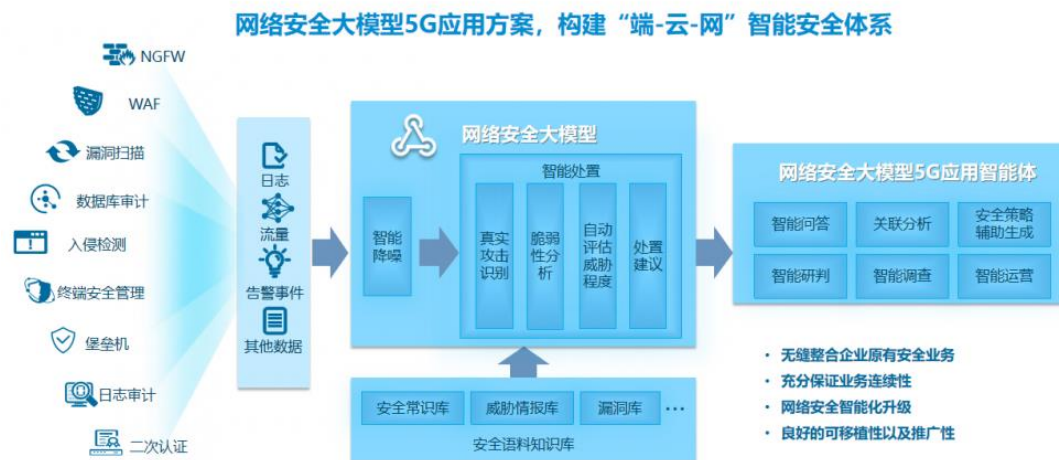 网络安全大模型5G应用方案，构建“端-云-网”智能安全体系
NGFW
WAF
漏洞扫描
数据库审计
入侵检测
终端安全管理
堡垒机
日志审计
二次认证
日志
流量
告警事件
其他数据
网络安全大模型
智能降噪
智能处置
真实攻击识别
脆弱性分析
自动评估威胁程度
处置建议
安全常识库
威胁情报库
漏洞库
...
安全语料知识库
网络安全大模型5G应用智能体
智能问答
关联分析
安全策略
辅助生成
智能研判
智能调查
智能运营
• 无缝整合企业原有安全业务
• 充分保证业务连续性
• 网络安全智能化升级
• 良好的可移植性以及推广性